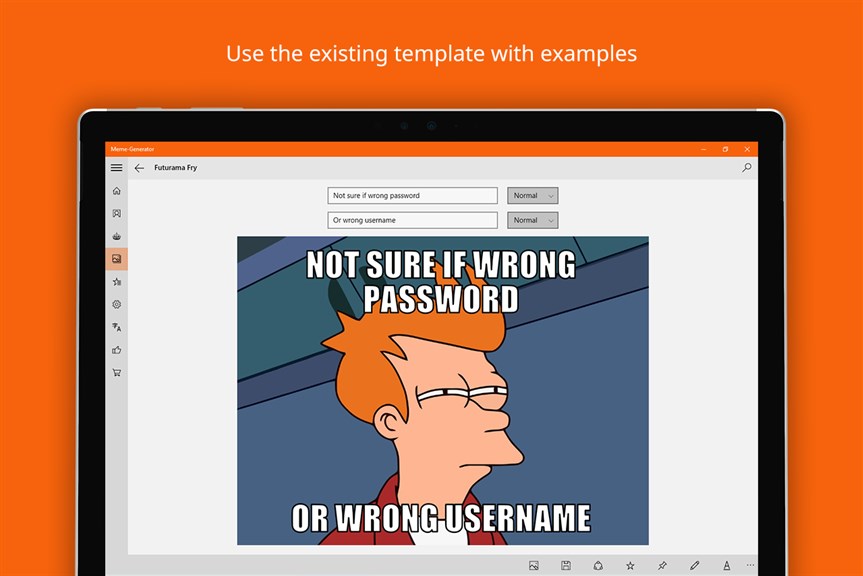 Use the existing template with examples
Meme-Generator
Futurama Fry
Not sure if wrong password
Normal
Or wrong username
Normal
NOT SURE IF WRONG
PASSWORD
OR WRONG USERNAME